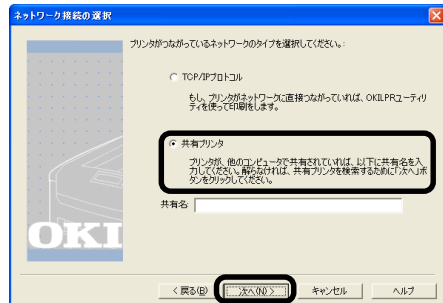 ネットワーク接続の選択
プリンタがつながっているネットワークのタイプを選択してください。:
TCP/IPプロトコル
もし、プリンタがネットワークに直接つながっていれば、OKILPRユーティリ
ティを使って印刷をします。
共有プリンタ
プリンタが、他のコンピュータで共有されていれば、以下に共有名を入
力してください。解らなければ、共有プリンタを検索するために「次へ」ボ
タンをクリックしてください。
共有名:
OKI
< 戻る(B)
次へ(N) >
キャンセル
ヘルプ